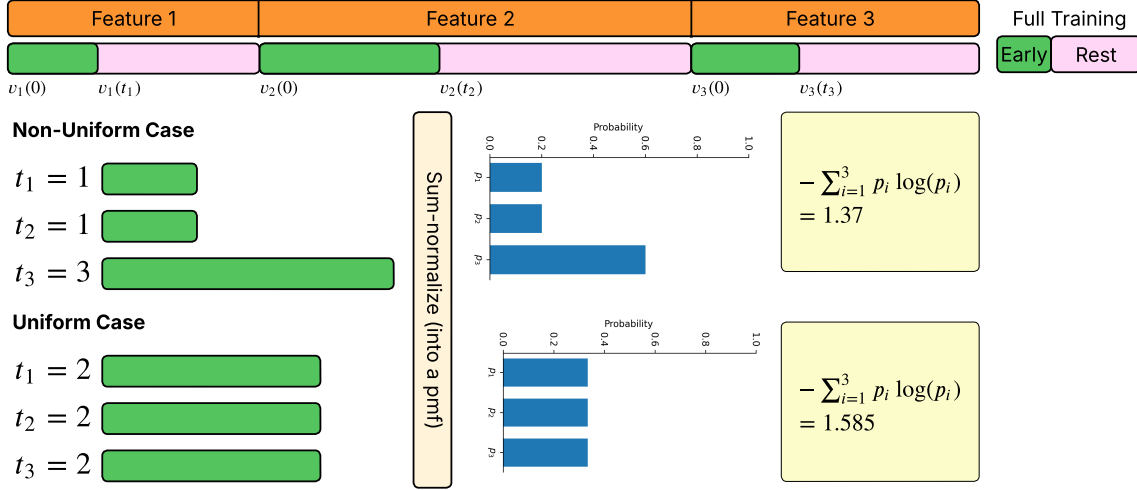 Feature 1
Feature 2
Feature 3
Full Training
Early
Rest
v₁(0)
v₁(t₁)
v₂(0)
v₂(t₂)
v₃(0)
v₃(t₃)
Non-Uniform Case
t₁ = 1
t₂ = 1
t₃ = 3
Uniform Case
t₁ = 2
t₂ = 2
t₃ = 2
Sum-normalize (into a pmf)
Probability
0.0
0.2
0.4
0.6
0.8
1.0
p₁
p₂
p₃
− ∑³ᵢ₌₁ pᵢ log(pᵢ)
= 1.37
Probability
0.0
0.2
0.4
0.6
0.8
1.0
p₁
p₂
p₃
− ∑³ᵢ₌₁ pᵢ log(pᵢ)
= 1.585